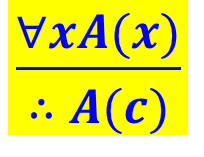 ∀xA(x)
∴ A(c)